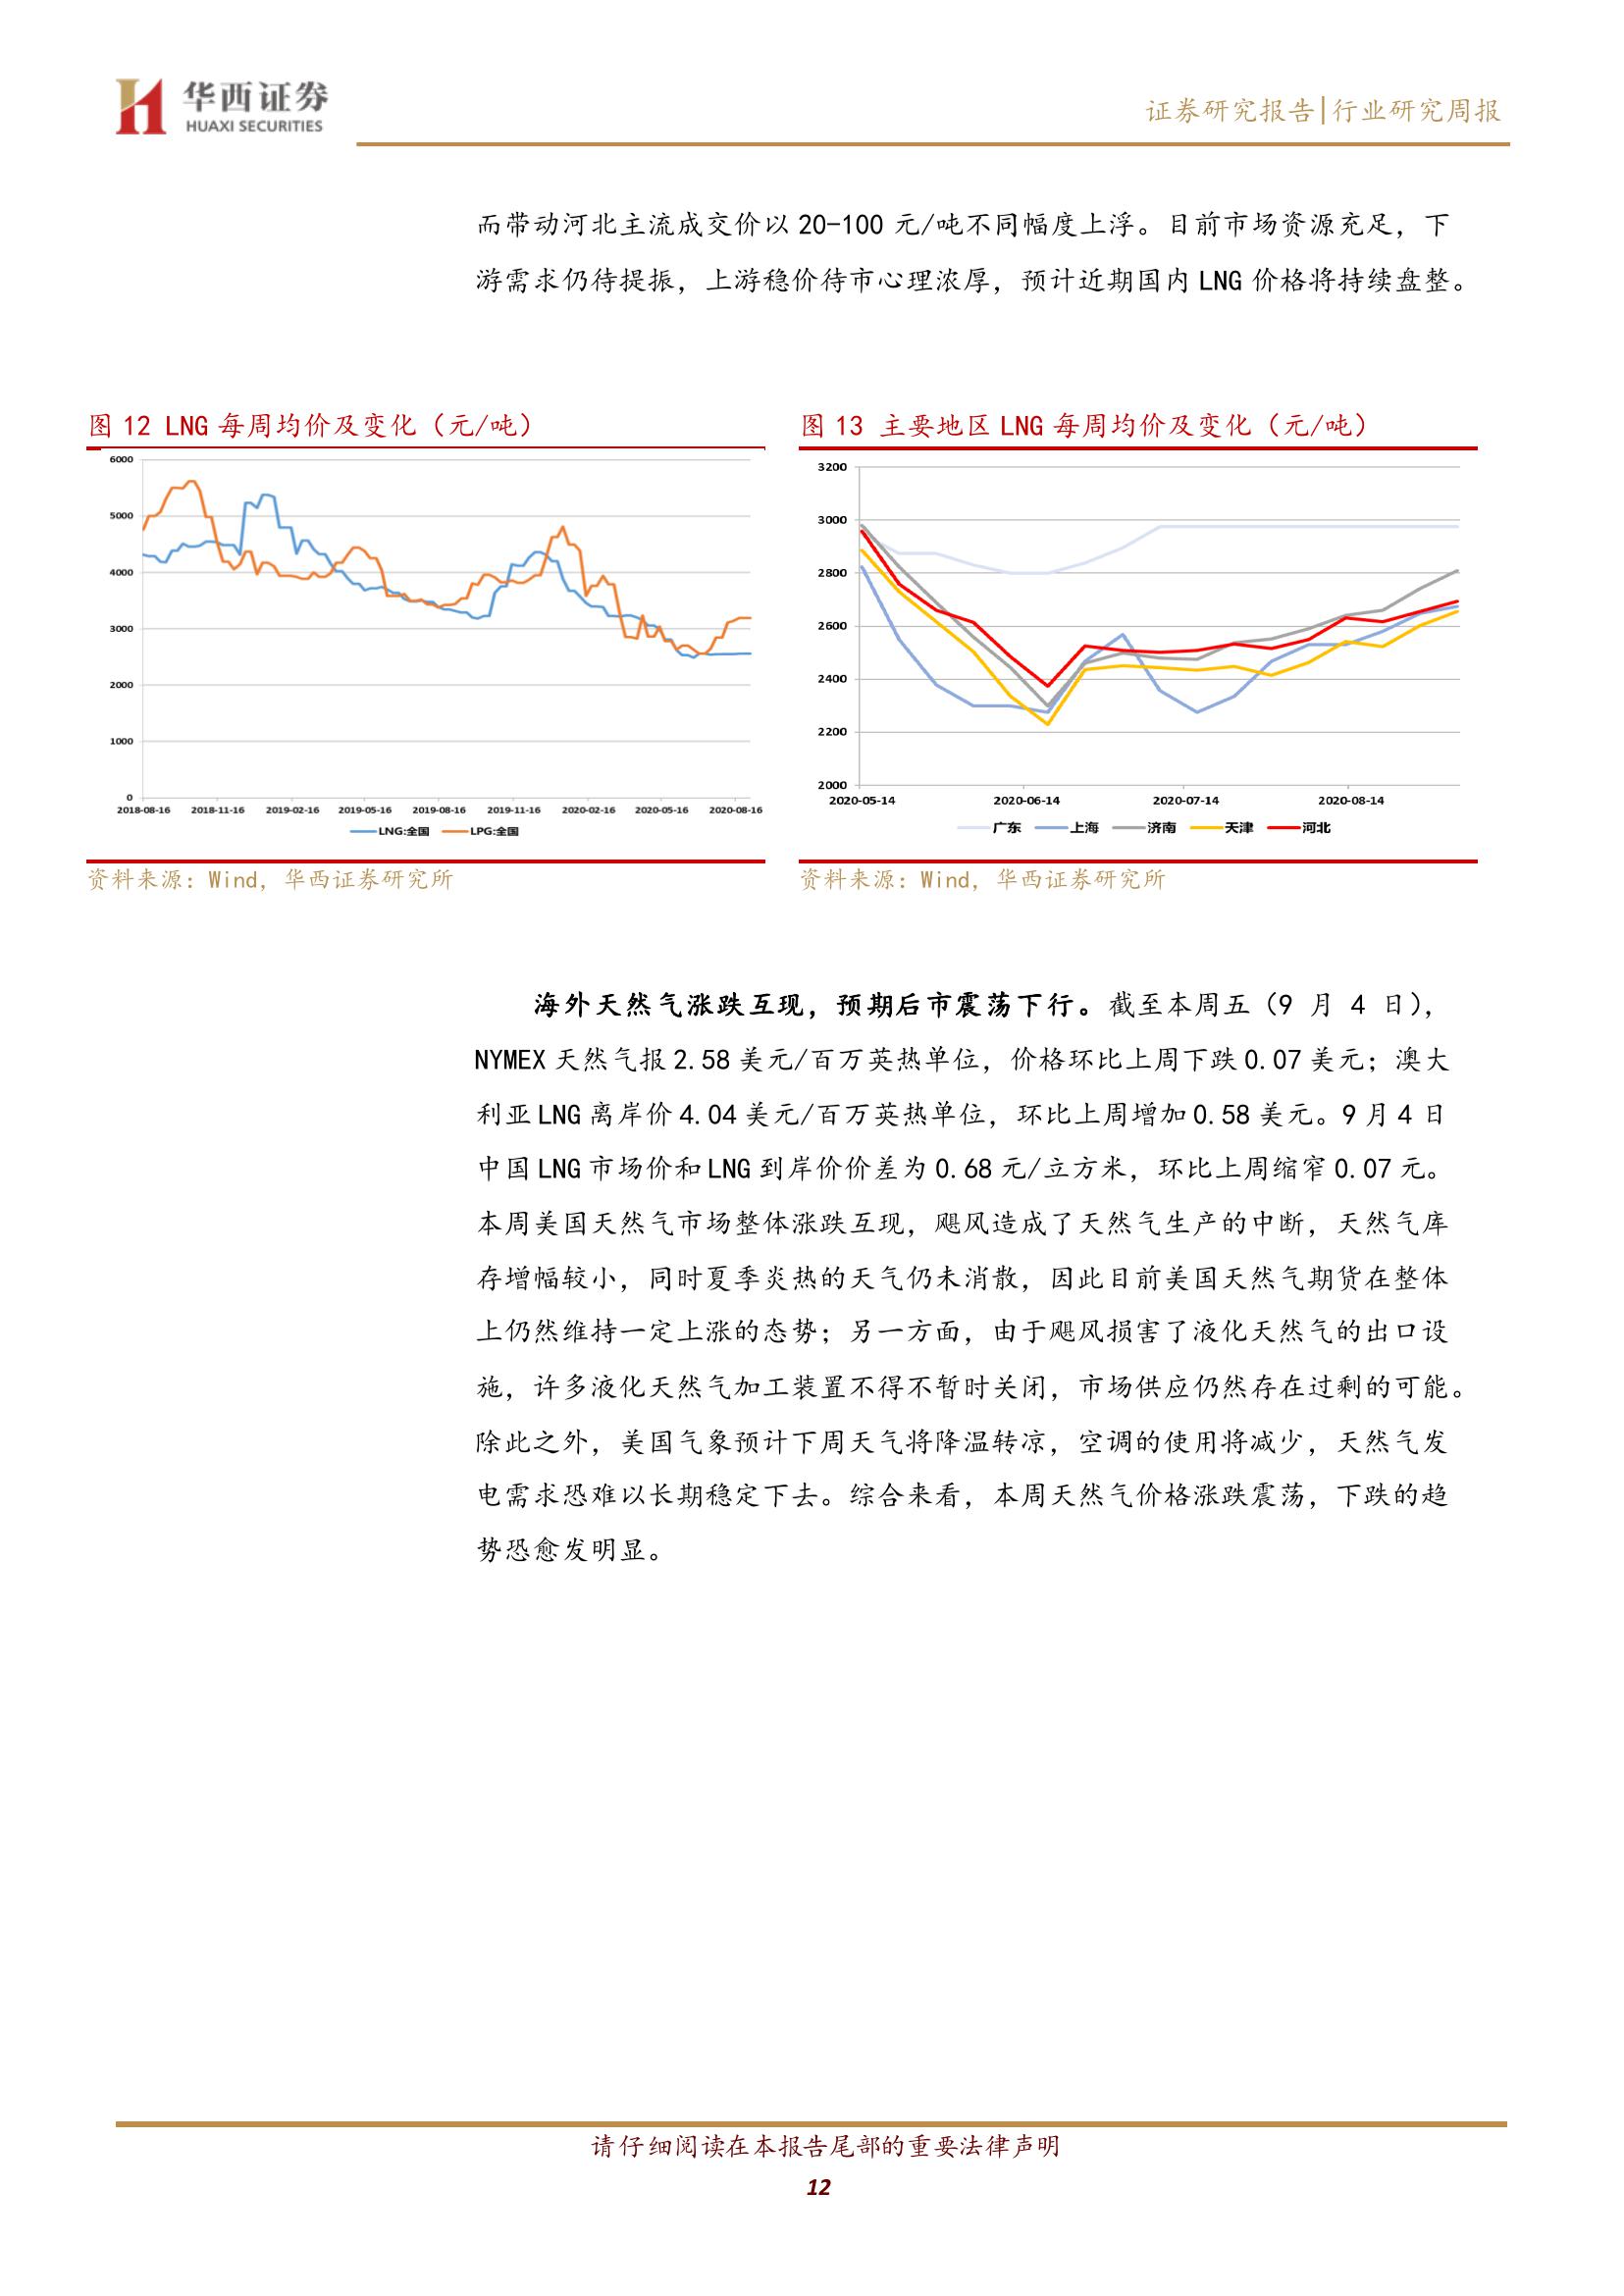 华西证券
HUAXI SECURITIES
证券研究报告|行业研究周报
而带动河北主流成交价以 20-100 元/吨不同幅度上浮。目前市场资源充足，下
游需求仍待提振，上游稳价待市心理浓厚，预计近期国内 LNG 价格将持续盘整。
图 12 LNG 每周均价及变化（元/吨）
6000
5000
4000
3000
2000
1000
0
2018-08-16 2018-11-16 2019-02-16 2019-05-16 2019-08-16 2019-11-16 2020-02-16 2020-05-16 2020-08-16
LNG:全国 LPG:全国
资料来源：Wind，华西证券研究所
图 13 主要地区 LNG 每周均价及变化（元/吨）
3200
3000
2800
2600
2400
2200
2000
2020-05-14 2020-06-14 2020-07-14 2020-08-14
广东 上海 济南 天津 河北
资料来源：Wind，华西证券研究所
海外天然气涨跌互现，预期后市震荡下行。截至本周五（9 月 4 日），
NYMEX 天然气报 2.58 美元/百万英热单位，价格环比上周下跌 0.07 美元；澳大
利亚 LNG 离岸价 4.04 美元/百万英热单位，环比上周增加 0.58 美元。9 月 4 日
中国 LNG 市场价和 LNG 到岸价价差为 0.68 元/立方米，环比上周缩窄 0.07 元。
本周美国天然气市场整体涨跌互现，飓风造成了天然气生产的中断，天然气库
存增幅较小，同时夏季炎热的天气仍未消散，因此目前美国天然气期货在整体
上仍然维持一定上涨的态势；另一方面，由于飓风损害了液化天然气的出口设
施，许多液化天然气加工装置不得不暂时关闭，市场供应仍然存在过剩的可能。
除此之外，美国气象预计下周天气将降温转凉，空调的使用将减少，天然气发
电需求恐难以长期稳定下去。综合来看，本周天然气价格涨跌震荡，下跌的趋
势恐愈发明显。
请仔细阅读在本报告尾部的重要法律声明
12